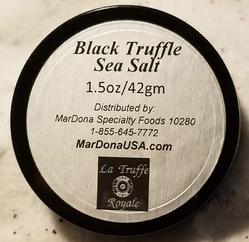 Black Truffle
Sea Salt
1.5oz/42gm
Distributed by:
MarDona Specialty Foods 10280
1-855-645-7772
MarDonaUSA.com
La Truffe
Royale